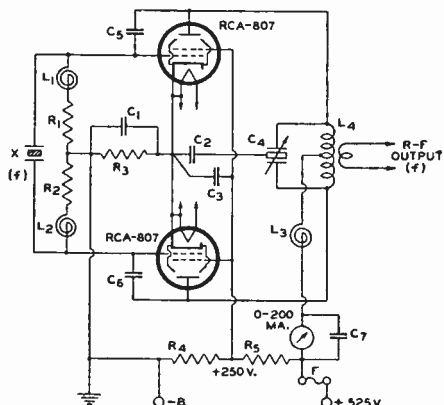 C5
RCA-807
L1
R1
X
(f)
R2
L2
C1
R3
C2
C3
C4
L4
R-F
OUTPUT
(f)
L3
RCA-807
C6
0-200
MA.
C7
R4
R5
+250 V.
F
-B
+ 525V.